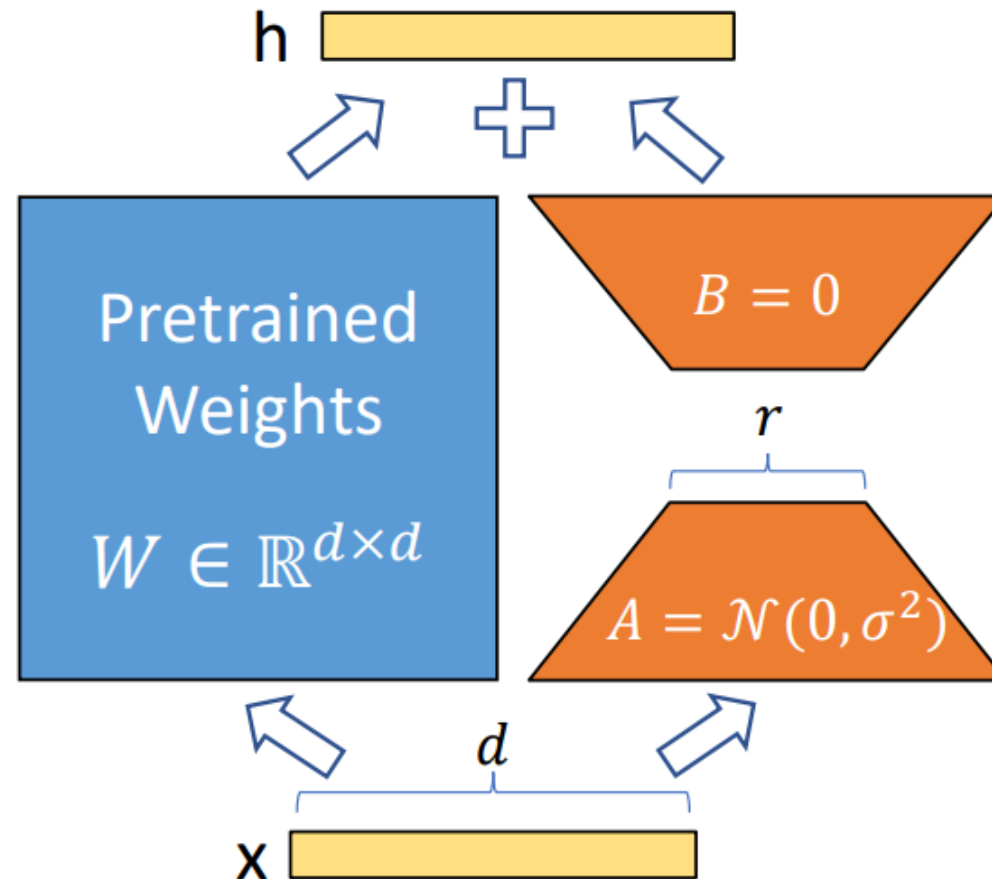 h
Pretrained
Weights
W ∈ ℝ^{d×d}
B = 0
r
A = 𝒩(0, σ²)
d
x